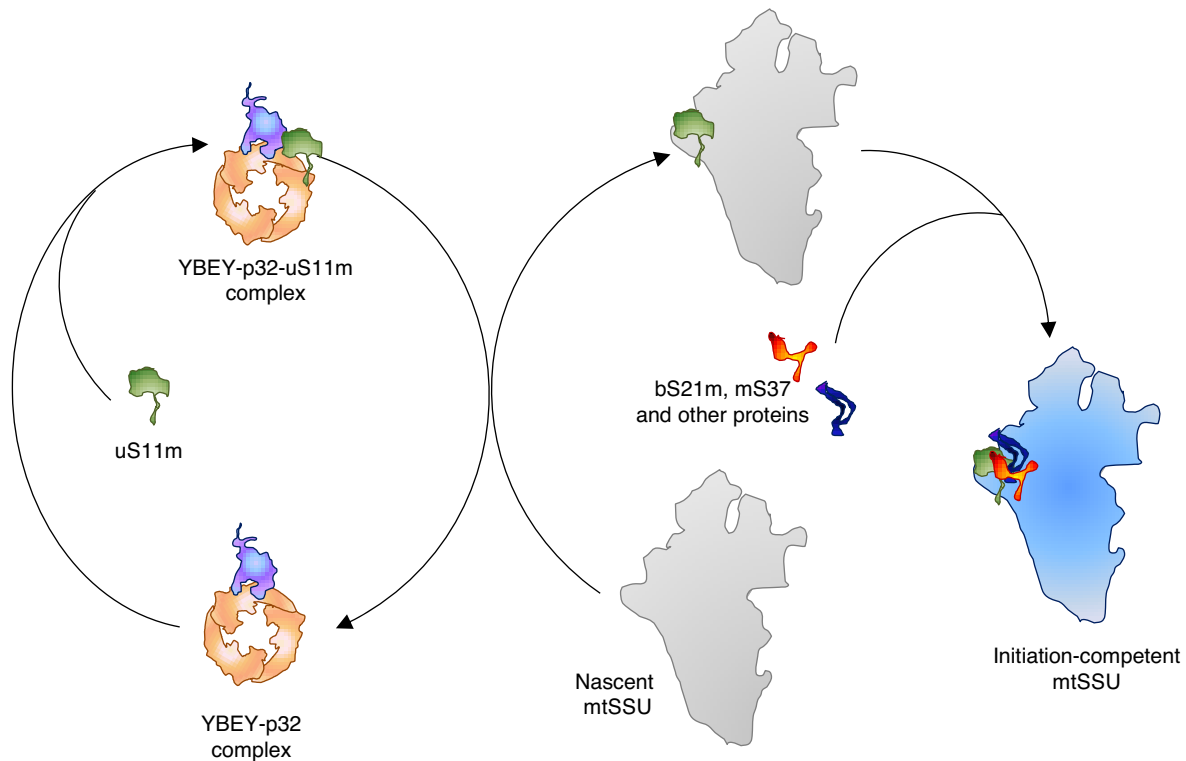 YBEY-p32-uS11m
complex
uS11m
YBEY-p32
complex
bS21m, mS37
and other proteins
Nascent
mtSSU
Initiation-competent
mtSSU